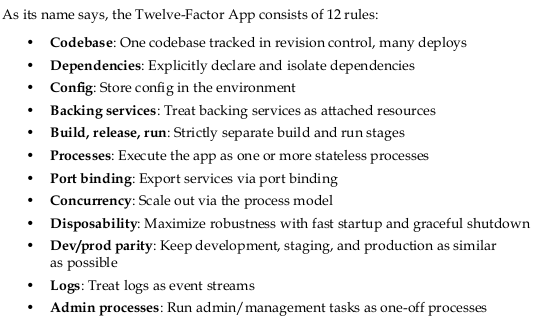 As its name says, the Twelve-Factor App consists of 12 rules:
• Codebase: One codebase tracked in revision control, many deploys
• Dependencies: Explicitly declare and isolate dependencies
• Config: Store config in the environment
• Backing services: Treat backing services as attached resources
• Build, release, run: Strictly separate build and run stages
• Processes: Execute the app as one or more stateless processes
• Port binding: Export services via port binding
• Concurrency: Scale out via the process model
• Disposability: Maximize robustness with fast startup and graceful shutdown
• Dev/prod parity: Keep development, staging, and production as similar
as possible
• Logs: Treat logs as event streams
• Admin processes: Run admin/management tasks as one-off processes